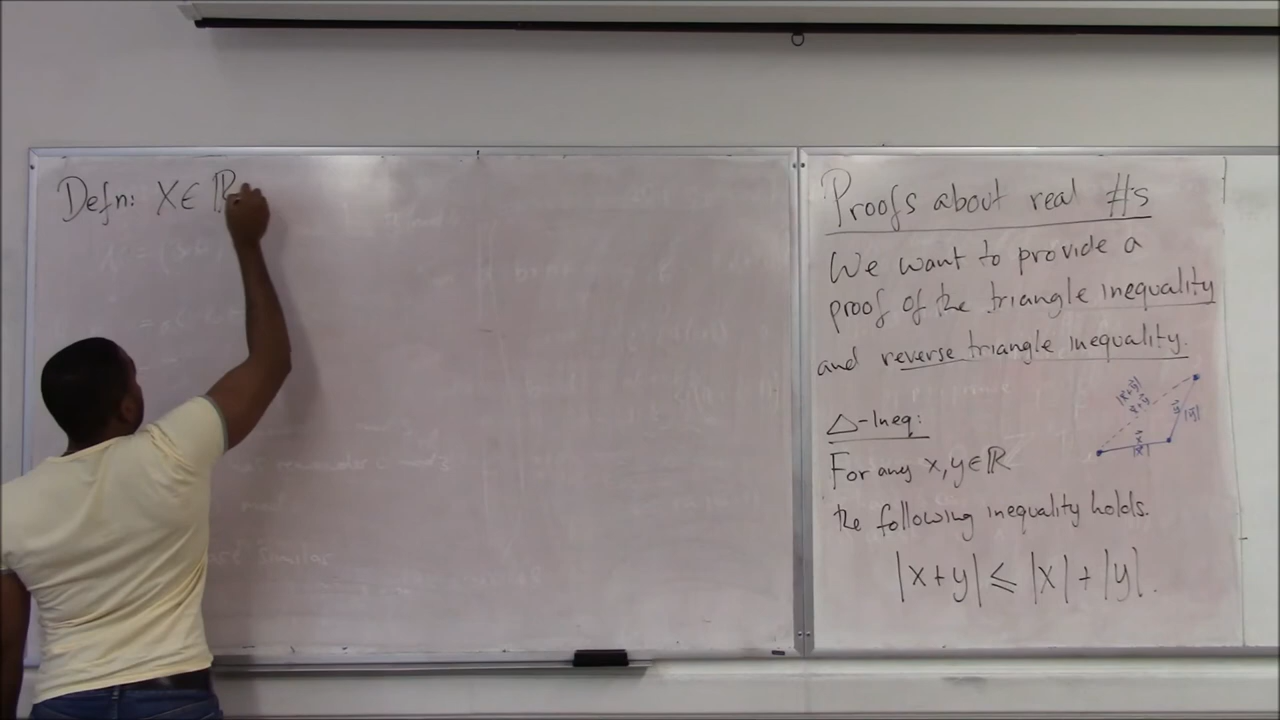 Defn: X ∈ ℝ
Proofs about real #s
We want to provide a
proof of the triangle inequality
and reverse triangle inequality.
△-Ineq:
For any x, y ∈ ℝ
the following inequality holds.
|x+y| ≤ |x| + |y|.